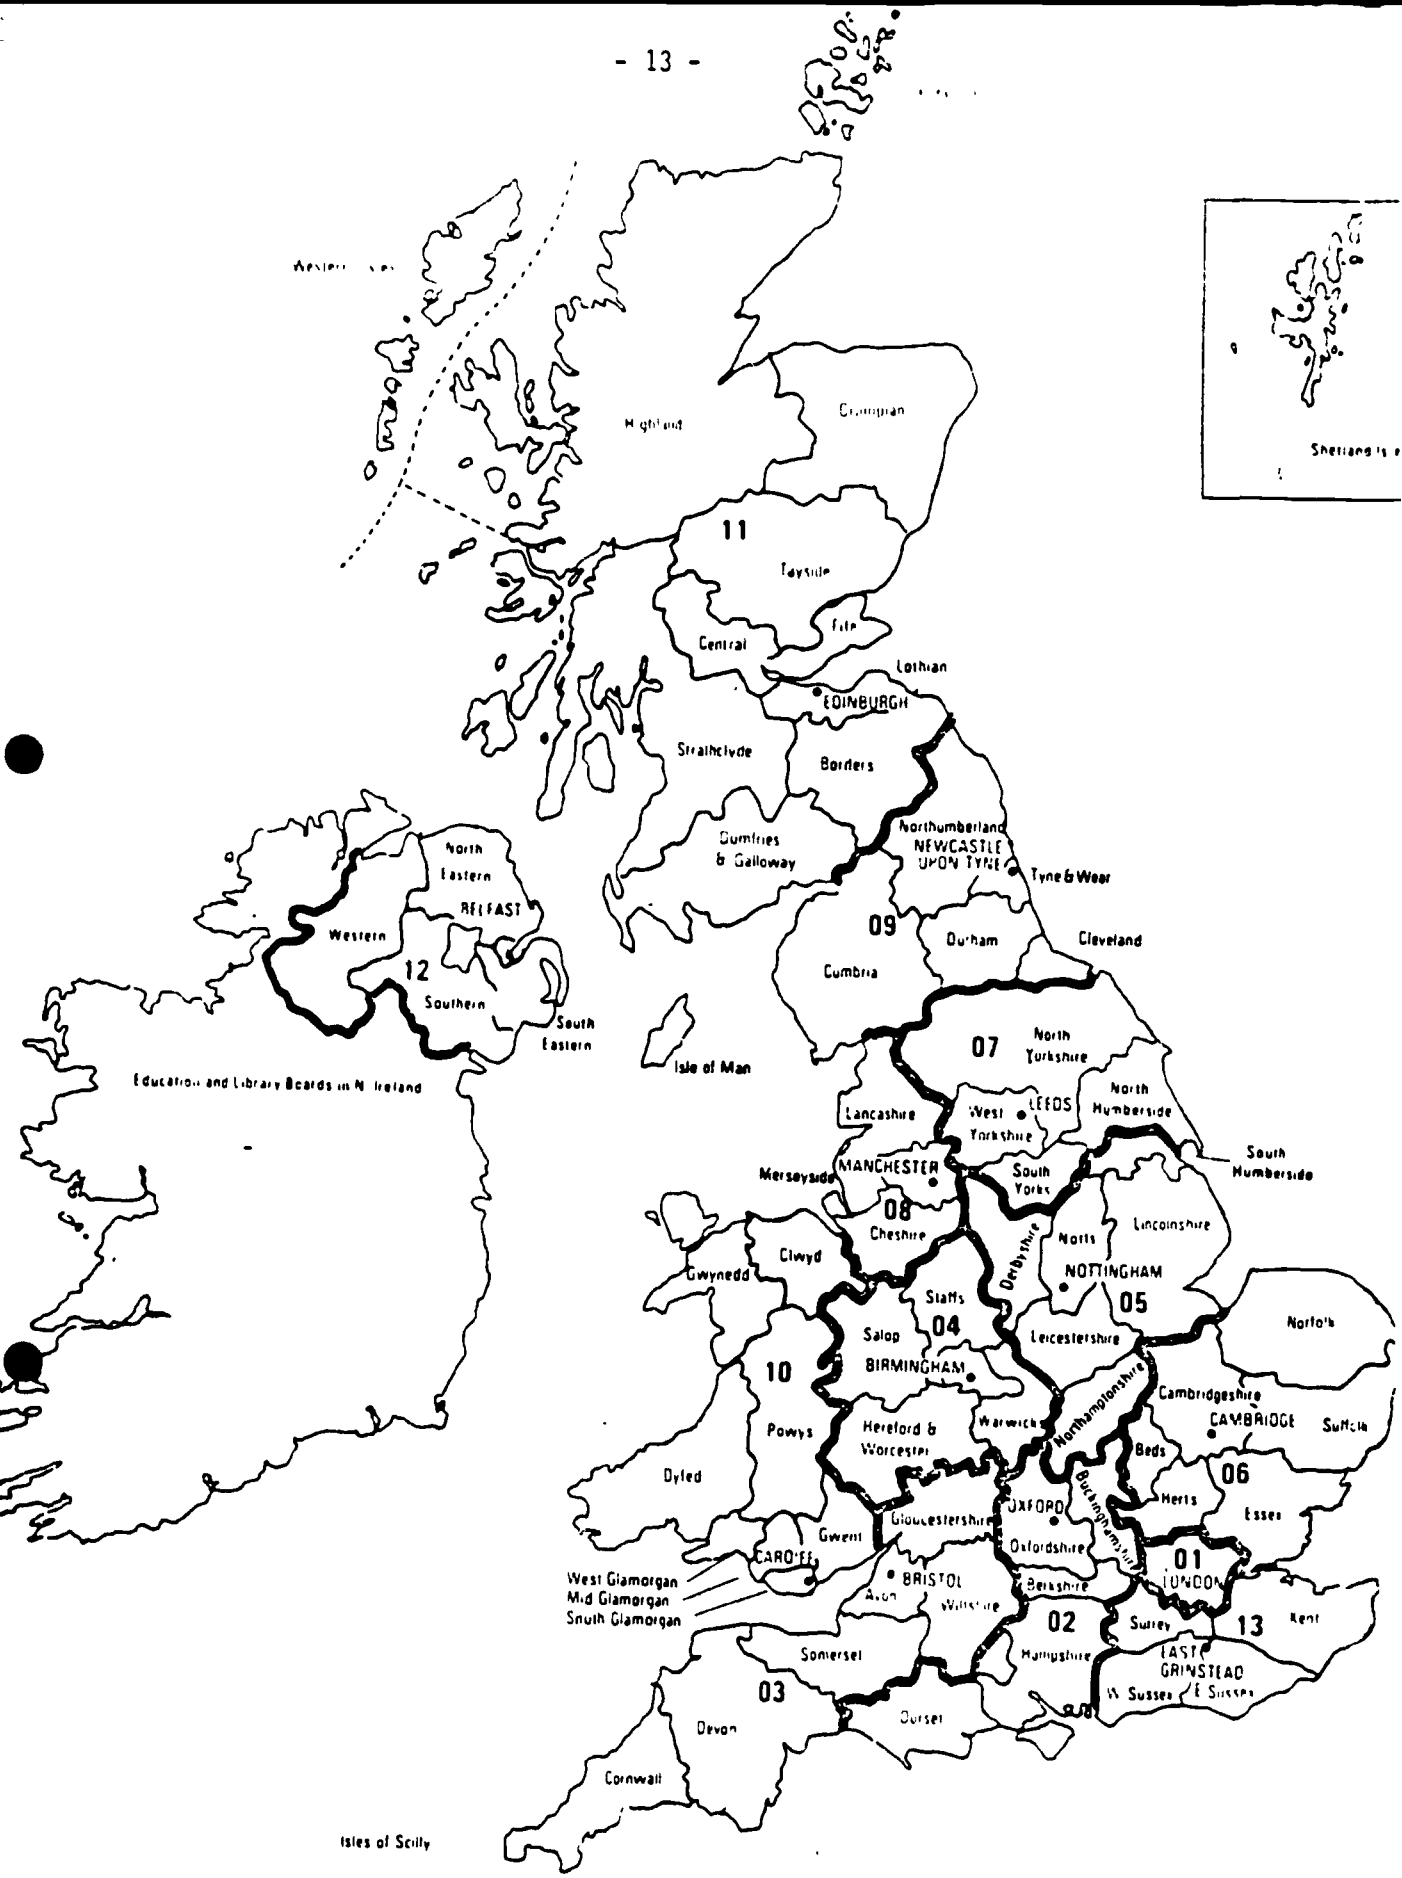 - 13 -
Western
Highland
Grampian
Shetland
11
Tayside
Fife
Central
Lothian
EDINBURGH
Strathclyde
Borders
Dumfries
& Galloway
Northumberland
NEWCASTLE
UPON TYNE
Tyne & Wear
North
Eastern
BELFAST
Western
12
Southern
South
Eastern
09
Durham
Cleveland
Cumbria
Isle of Man
Education and Library Boards in N. Ireland
07
North
Yorkshire
North
Humberside
LEEDS
West
Yorkshire
Lancashire
South
Humberside
South
Yorks
MANCHESTER
Merseyside
08
Cheshire
Derbyshire
Notts
Lincolnshire
NOTTINGHAM
05
Clwyd
Gwynedd
Staffs
04
Salop
BIRMINGHAM
Leicestershire
Norfolk
10
Powys
Hereford &
Worcester
Warwicks
Northamptonshire
Cambridgeshire
CAMBRIDGE
Suffolk
Beds
06
Herts
Essex
Dyfed
Gwent
Gloucestershire
OXFORD
Oxfordshire
Buckinghamshire
CARDIFF
West Glamorgan
Mid Glamorgan
South Glamorgan
BRISTOL
Avon
Wiltshire
Berkshire
01
LONDON
02
Hampshire
Surrey
13
Kent
EAST
GRINSTEAD
W Sussex
E Sussex
Somerset
03
Devon
Dorset
Cornwall
Isles of Scilly